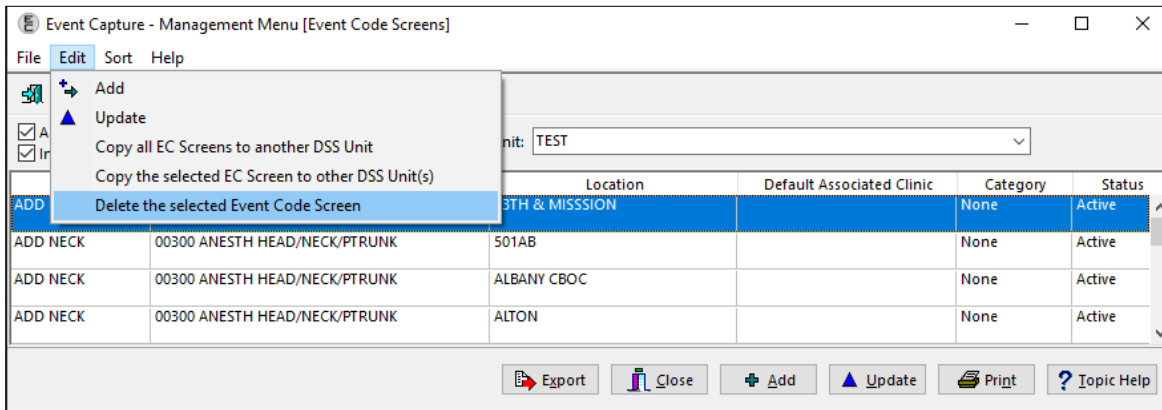 Event Capture - Management Menu [Event Code Screens]
File Edit Sort Help
Add
Update
Copy all EC Screens to another DSS Unit
Copy the selected EC Screen to other DSS Unit(s)
Delete the selected Event Code Screen
nit: TEST
Location Default Associated Clinic Category Status
ADD 3TH & MISSSION None Active
ADD NECK 00300 ANESTH HEAD/NECK/PTRUNK 501AB None Active
ADD NECK 00300 ANESTH HEAD/NECK/PTRUNK ALBANY CBOC None Active
ADD NECK 00300 ANESTH HEAD/NECK/PTRUNK ALTON None Active
Export Close Add Update Print Topic Help